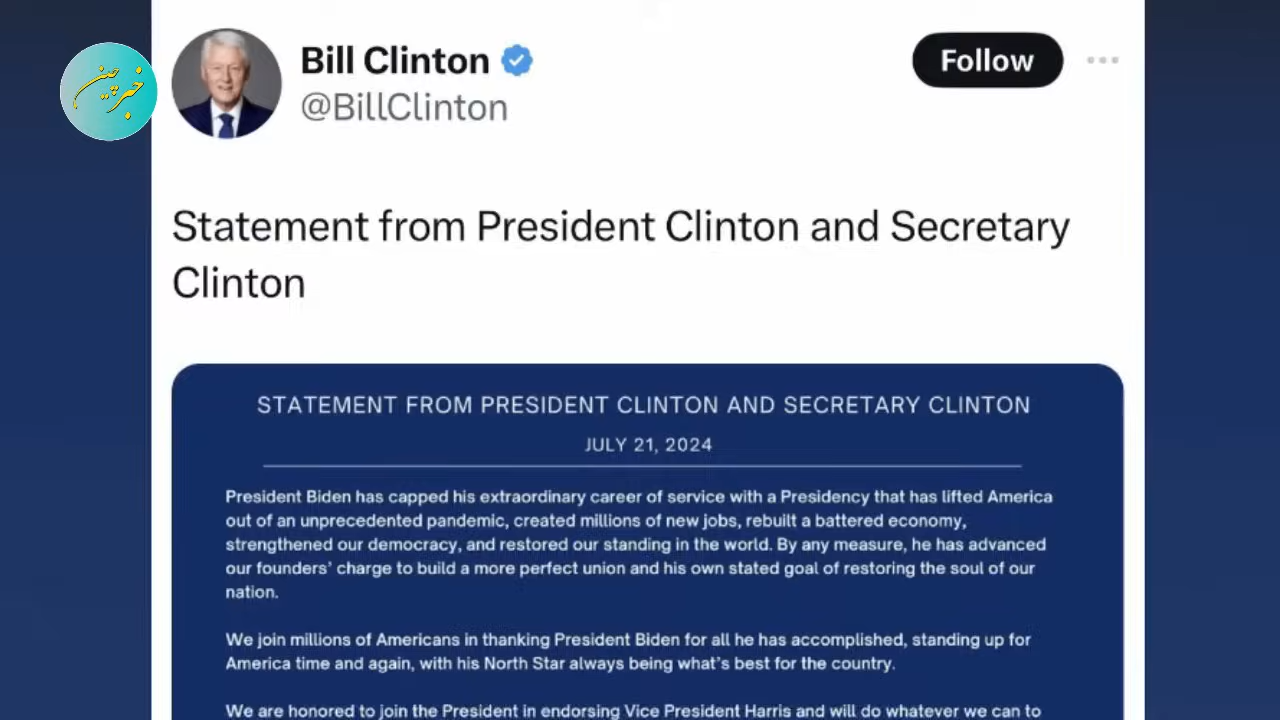 خبرچین
Bill Clinton
Follow
@BillClinton
Statement from President Clinton and Secretary
Clinton
STATEMENT FROM PRESIDENT CLINTON AND SECRETARY CLINTON
JULY 21, 2024
President Biden has capped his extraordinary career of service with a Presidency that has lifted America
out of an unprecedented pandemic, created millions of new jobs, rebuilt a battered economy,
strengthened our democracy, and restored our standing in the world. By any measure, he has advanced
our founders’ charge to build a more perfect union and his own stated goal of restoring the soul of our
nation.
We join millions of Americans in thanking President Biden for all he has accomplished, standing up for
America time and again, with his North Star always being what’s best for the country.
We are honored to join the President in endorsing Vice President Harris and will do whatever we can to